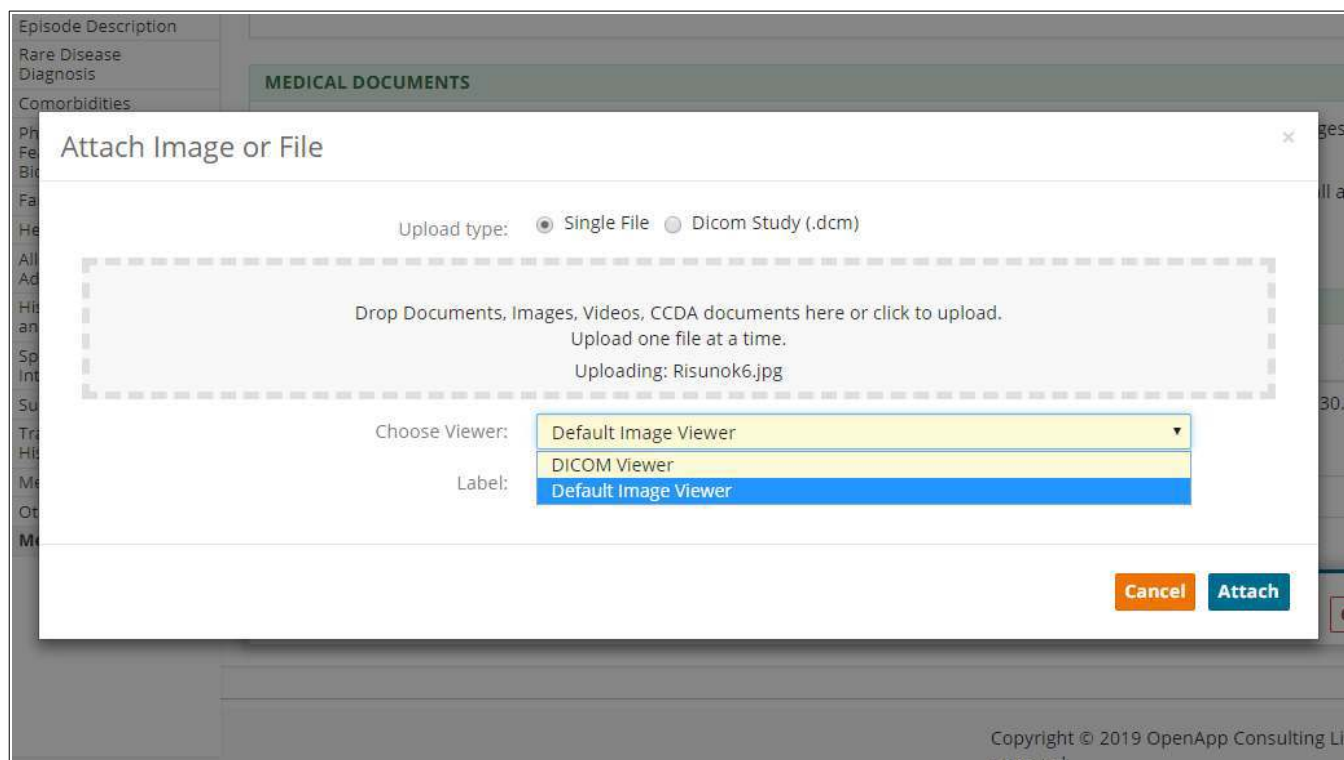 Episode Description
Rare Disease
Diagnosis
Comorbidities
MEDICAL DOCUMENTS
Attach Image or File
×
Upload type: Single File Dicom Study (.dcm)
Drop Documents, Images, Videos, CCDA documents here or click to upload.
Upload one file at a time.
Uploading: Risunok6.jpg
Choose Viewer: Default Image Viewer
DICOM Viewer
Label: Default Image Viewer
Cancel Attach
30.
Copyright © 2019 OpenApp Consulting Li